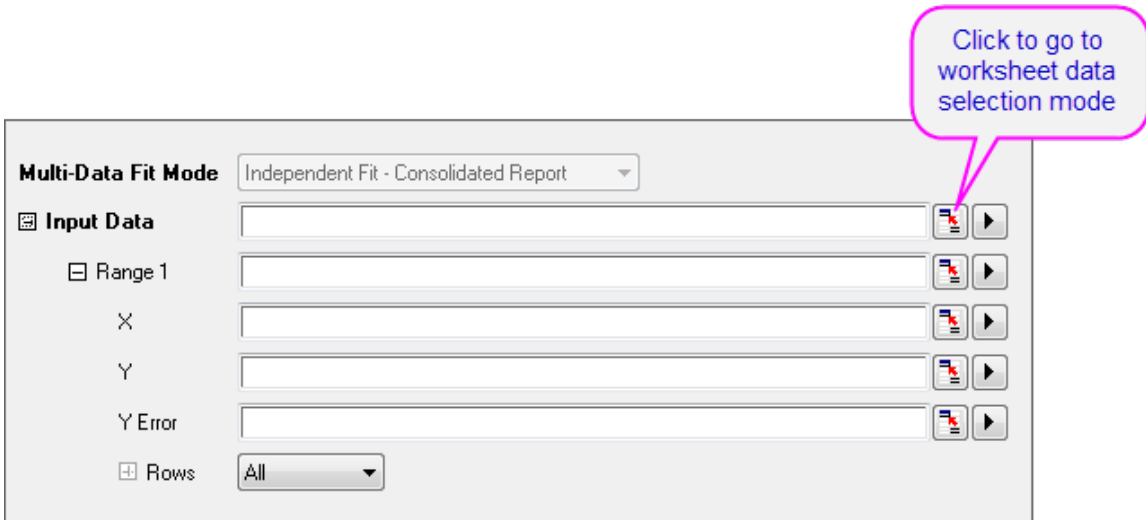 Click to go to
worksheet data
selection mode
Multi-Data Fit Mode Independent Fit - Consolidated Report
Input Data
Range 1
X
Y
Y Error
Rows All